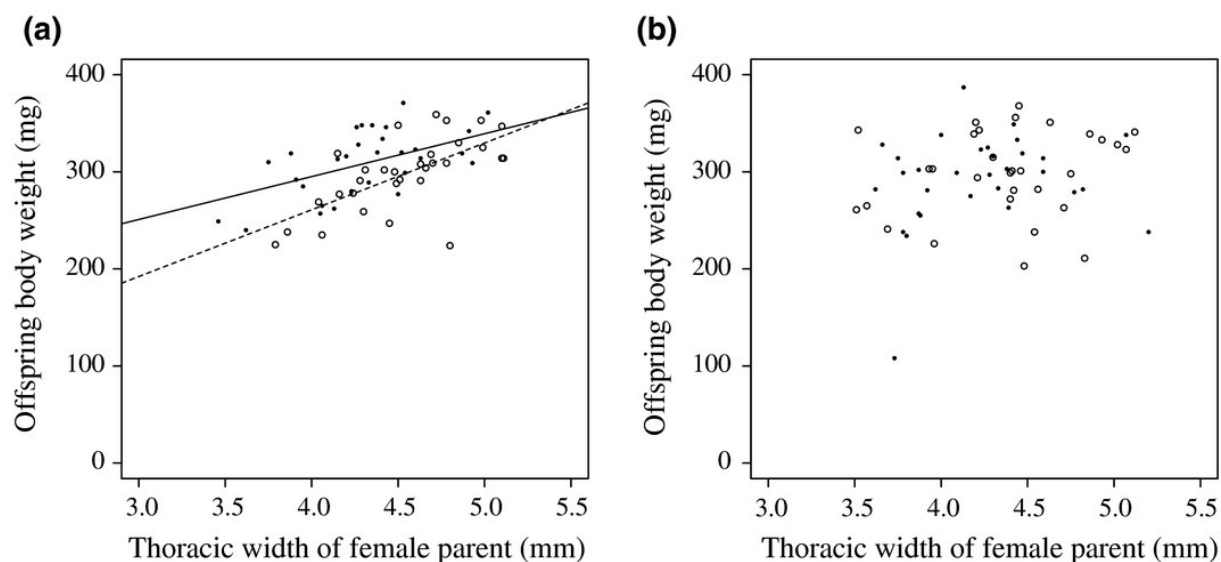 (a)
Offspring body weight (mg)
400
300
200
100
0
3.0 3.5 4.0 4.5 5.0 5.5
Thoracic width of female parent (mm)
(b)
Offspring body weight (mg)
400
300
200
100
0
3.0 3.5 4.0 4.5 5.0 5.5
Thoracic width of female parent (mm)